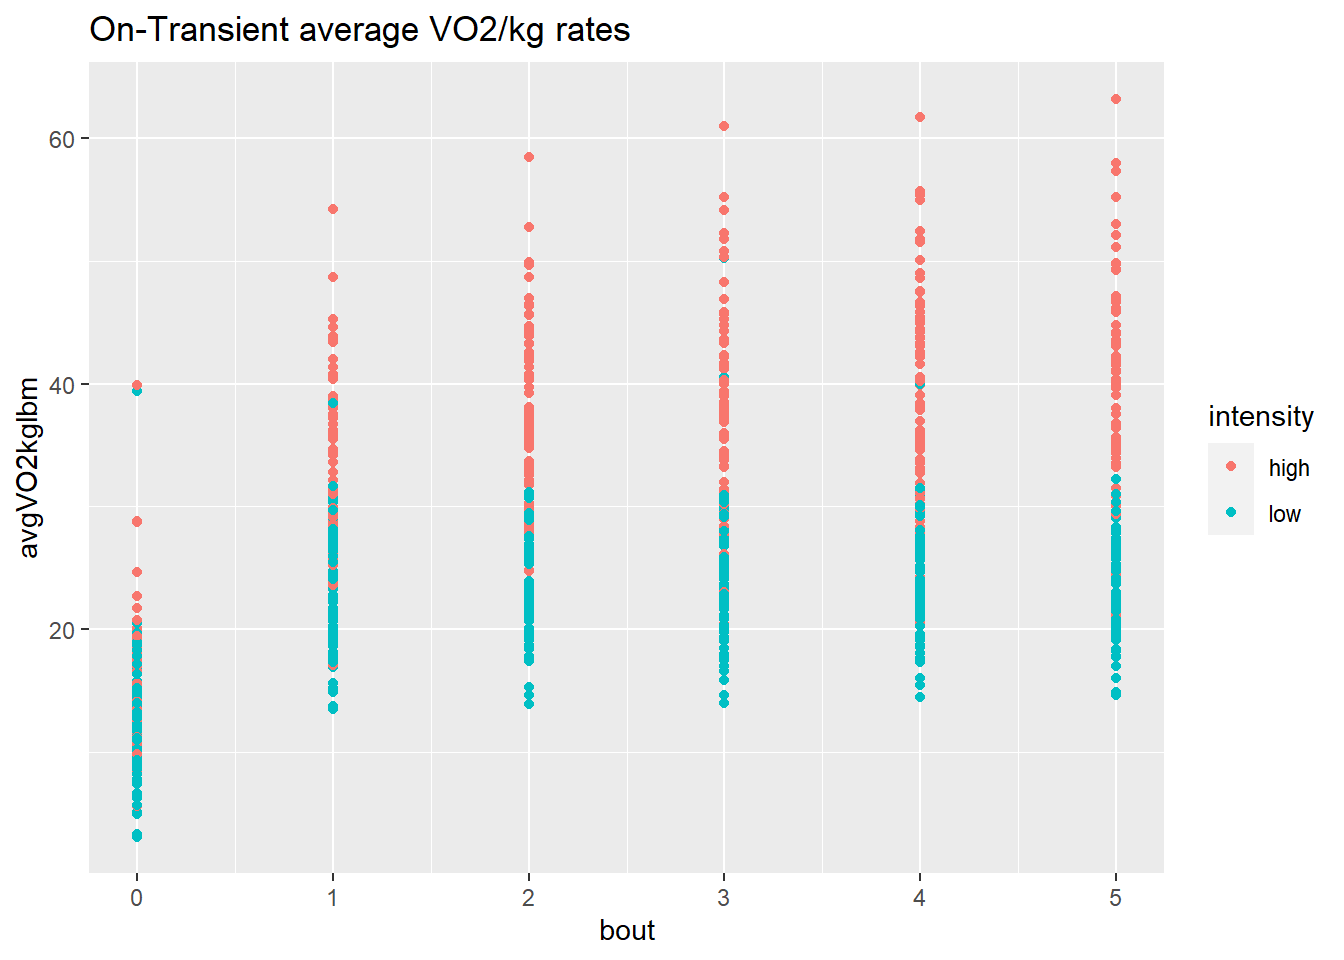 On-Transient average VO2/kg rates
avgVO2kglbm
60
40
20
0 1 2 3 4 5
bout
intensity
high
low